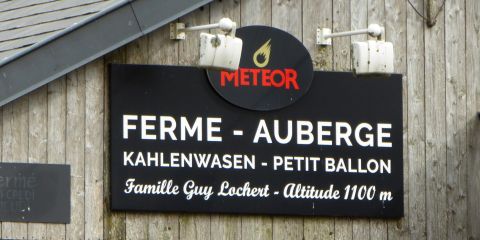 METEOR
FERME - AUBERGE
KAHLENWASEN - PETIT BALLON
Famille Guy Lochert - Altitude 1100 m